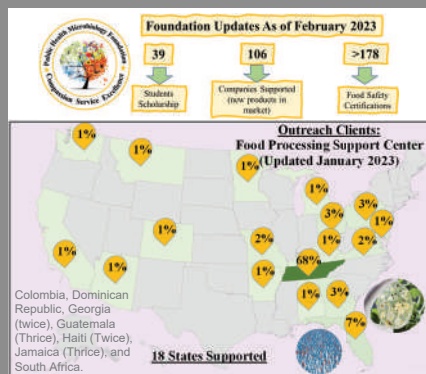 Public Health Microbiology Foundation
Compassion Service Excellence
Foundation Updates As of February 2023
39
106
>178
Students
Scholarship
Companies Supported
(new products in
market)
Food Safety
Certifications
Outreach Clients:
Food Processing Support Center
(Updated January 2023)
1%
1%
1%
1%
3%
3%
1%
1%
2%
1%
2%
1%
1%
68%
1%
1%
3%
7%
Colombia, Dominican
Republic, Georgia
(twice), Guatemala
(Thrice), Haiti (Twice),
Jamaica (Thrice), and
South Africa.
18 States Supported